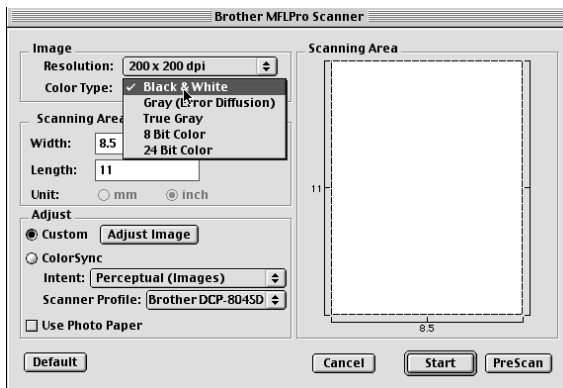 Brother MFLPro Scanner
Image
Resolution: 200 x 200 dpi
Color Type: ✓ Black & White
Gray (Error Diffusion)
True Gray
8 Bit Color
24 Bit Color
Scanning Area
Width: 8.5
Length: 11
Unit: mm inch
Adjust
Custom Adjust Image
ColorSync
Intent: Perceptual (Images)
Scanner Profile: Brother DCP-8045D
Use Photo Paper
Scanning Area
11
8.5
Default Cancel Start PreScan